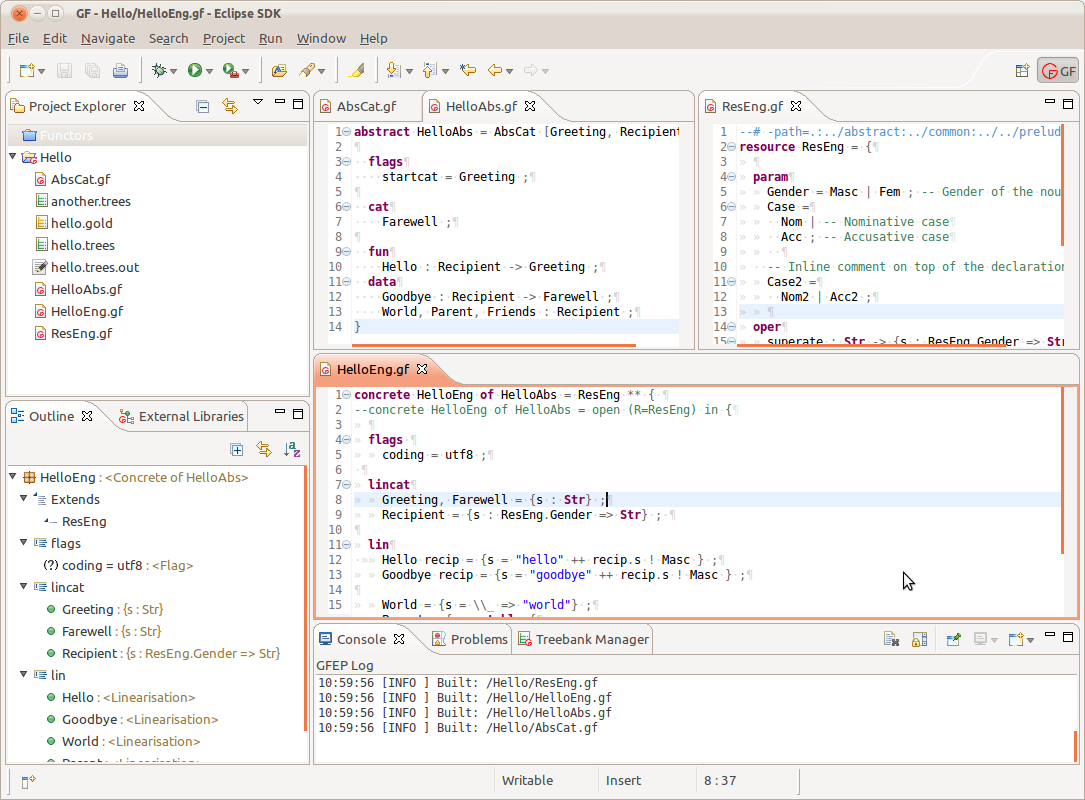 GF - Hello/HelloEng.gf - Eclipse SDK
File Edit Navigate Search Project Run Window Help
GF
Project Explorer
Functors
Hello
AbsCat.gf
another.trees
hello.gold
hello.trees
hello.trees.out
HelloAbs.gf
HelloEng.gf
ResEng.gf
AbsCat.gf HelloAbs.gf
1 abstract HelloAbs = AbsCat [Greeting, Recipient
2 ¶
3 flags¶
4 ····startcat = Greeting ;¶
5 ¶
6 cat¶
7 ····Farewell ;¶
8 ¶
9 fun¶
10 ····Hello : Recipient -> Greeting ;¶
11 data¶
12 ····Goodbye : Recipient -> Farewell ;¶
13 ····World, Parent, Friends : Recipient ;¶
14 }
ResEng.gf
1 --# -path=.:../abstract:../common:../../prelud
2 resource ResEng = {¶
3 » ¶
4 » param¶
5 » » Gender = Masc | Fem ; -- Gender of the nou
6 » » Case =¶
7 » » Nom | -- Nominative case¶
8 » » Acc ; -- Accusative case¶
9 » » ¶
10 » -- Inline comment on top of the declaration
11 » » Case2 =¶
12 » » Nom2 | Acc2 ;¶
13 » » ¶
14 » oper¶
15 » » superate : Str -> {s : ResEng.Gender => Str
HelloEng.gf
1 concrete HelloEng of HelloAbs = ResEng ** { ¶
2 --concrete HelloEng of HelloAbs = open (R=ResEng) in {¶
3 » ¶
4 » flags ¶
5 » » coding = utf8 ;¶
6 ¶
7 » lincat¶
8 » » Greeting, Farewell = {s : Str} ;¶
9 » » Recipient = {s : ResEng.Gender => Str} ; ¶
10 ¶
11 » lin¶
12 »» Hello recip = {s = "hello" ++ recip.s ! Masc } ;¶
13 » » Goodbye recip = {s = "goodbye" ++ recip.s ! Masc } ;¶
14 ¶
15 » » World = {s = \\_ => "world"} ;¶
Outline External Libraries
HelloEng : <Concrete of HelloAbs>
Extends
ResEng
flags
(?) coding = utf8 : <Flag>
lincat
Greeting : {s : Str}
Farewell : {s : Str}
Recipient : {s : ResEng.Gender => Str}
lin
Hello : <Linearisation>
Goodbye : <Linearisation>
World : <Linearisation>
Parent : <Linearisation>
Console Problems Treebank Manager
GFEP Log
10:59:56 [INFO ] Built: /Hello/ResEng.gf
10:59:56 [INFO ] Built: /Hello/HelloEng.gf
10:59:56 [INFO ] Built: /Hello/HelloAbs.gf
10:59:56 [INFO ] Built: /Hello/AbsCat.gf
Writable Insert 8 : 37